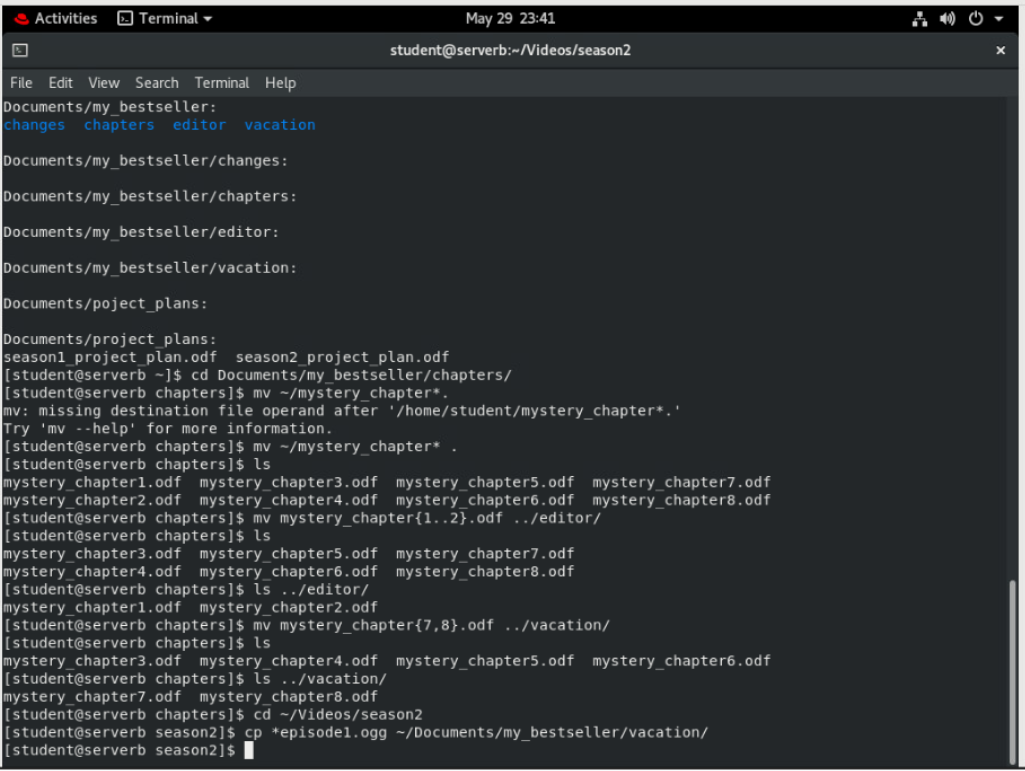 Activities Terminal May 29 23:41
student@serverb:~/Videos/season2 ×
File Edit View Search Terminal Help
Documents/my_bestseller:
changes  chapters  editor  vacation
Documents/my_bestseller/changes:
Documents/my_bestseller/chapters:
Documents/my_bestseller/editor:
Documents/my_bestseller/vacation:
Documents/poject_plans:
Documents/project_plans:
season1_project_plan.odf  season2_project_plan.odf
[student@serverb ~]$ cd Documents/my_bestseller/chapters/
[student@serverb chapters]$ mv ~/mystery_chapter*.
mv: missing destination file operand after '/home/student/mystery_chapter*.'
Try 'mv --help' for more information.
[student@serverb chapters]$ mv ~/mystery_chapter* .
[student@serverb chapters]$ ls
mystery_chapter1.odf  mystery_chapter3.odf  mystery_chapter5.odf  mystery_chapter7.odf
mystery_chapter2.odf  mystery_chapter4.odf  mystery_chapter6.odf  mystery_chapter8.odf
[student@serverb chapters]$ mv mystery_chapter{1..2}.odf ../editor/
[student@serverb chapters]$ ls
mystery_chapter3.odf  mystery_chapter5.odf  mystery_chapter7.odf
mystery_chapter4.odf  mystery_chapter6.odf  mystery_chapter8.odf
[student@serverb chapters]$ ls ../editor/
mystery_chapter1.odf  mystery_chapter2.odf
[student@serverb chapters]$ mv mystery_chapter{7,8}.odf ../vacation/
[student@serverb chapters]$ ls
mystery_chapter3.odf  mystery_chapter4.odf  mystery_chapter5.odf  mystery_chapter6.odf
[student@serverb chapters]$ ls ../vacation/
mystery_chapter7.odf  mystery_chapter8.odf
[student@serverb chapters]$ cd ~/Videos/season2
[student@serverb season2]$ cp *episode1.ogg ~/Documents/my_bestseller/vacation/
[student@serverb season2]$